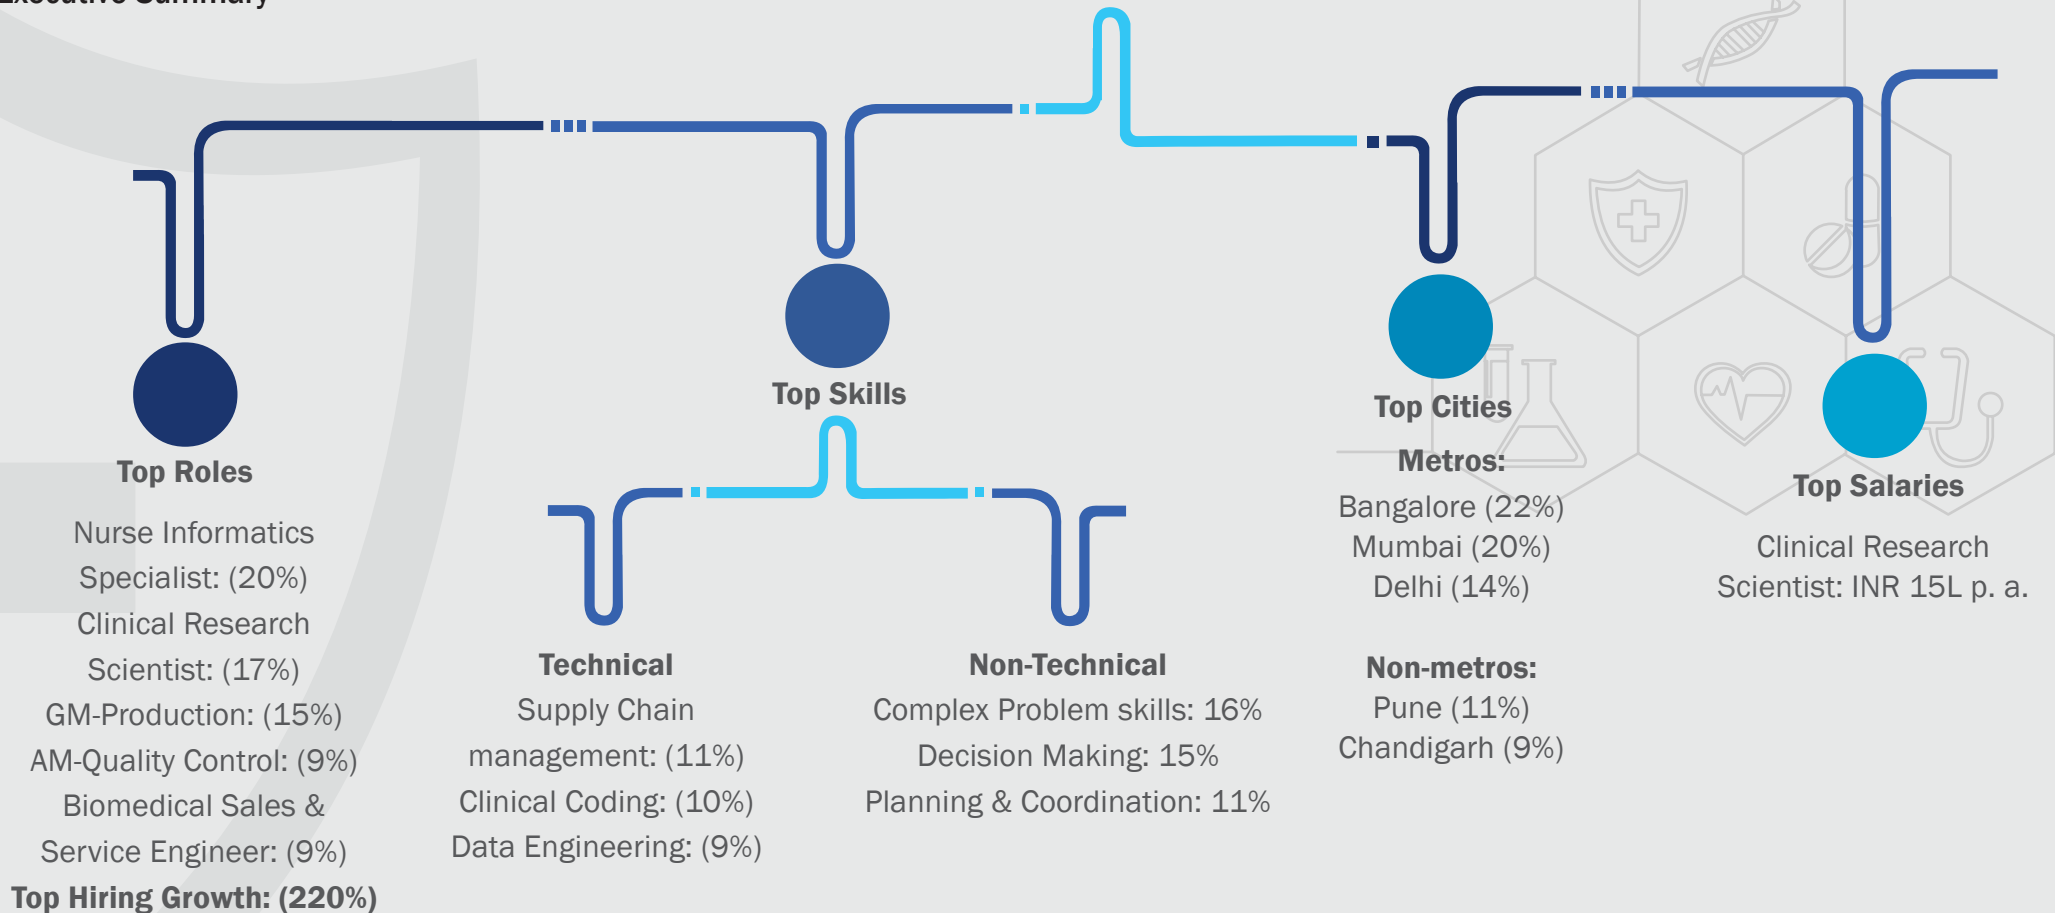 Executive Summary
Top Roles
Nurse Informatics
Specialist: (20%)
Clinical Research
Scientist: (17%)
GM-Production: (15%)
AM-Quality Control: (9%)
Biomedical Sales &
Service Engineer: (9%)
Top Hiring Growth: (220%)
Top Skills
Technical
Supply Chain
management: (11%)
Clinical Coding: (10%)
Data Engineering: (9%)
Non-Technical
Complex Problem skills: 16%
Decision Making: 15%
Planning & Coordination: 11%
Top Cities
Metros:
Bangalore (22%)
Mumbai (20%)
Delhi (14%)
Non-metros:
Pune (11%)
Chandigarh (9%)
Top Salaries
Clinical Research
Scientist: INR 15L p. a.